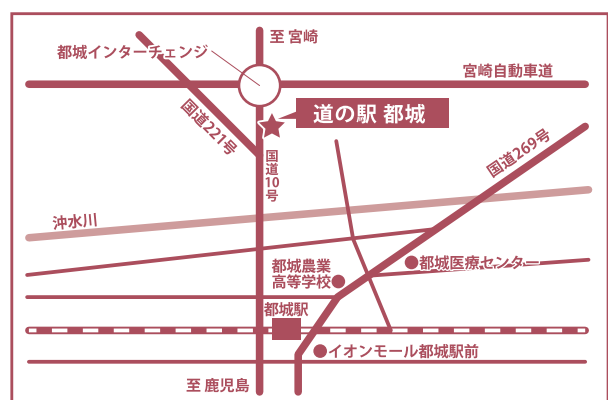 至 宮崎
都城インターチェンジ
宮崎自動車道
道の駅 都城
国道221号
国道269号
国道10号
沖水川
都城医療センター
都城農業
高等学校
都城駅
イオンモール都城駅前
至 鹿児島